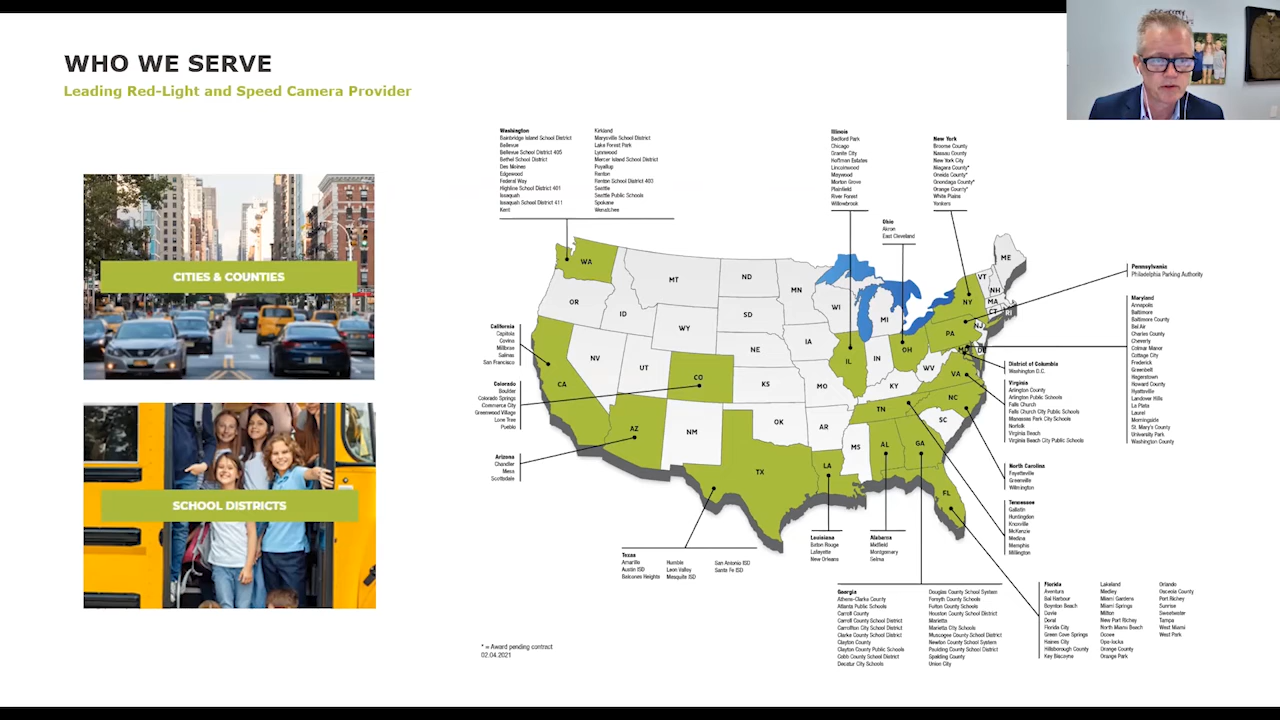 WHO WE SERVE
Leading Red-Light and Speed Camera Provider
CITIES & COUNTIES
SCHOOL DISTRICTS
Washington
Bainbridge Island School District
Bellevue
Bellevue School District 405
Bethel School District
Des Moines
Edgewood
Federal Way
Highline School District 401
Issaquah
Issaquah School District 411
Kent
Kirkland
Marysville School District
Lake Forest Park
Lynnwood
Mercer Island School District
Puyallup
Renton
Renton School District 403
Seattle
Seattle Public Schools
Spokane
Wenatchee
Illinois
Bedford Park
Chicago
Granite City
Hoffman Estates
Lincolnwood
Maywood
Morton Grove
Plainfield
River Forest
Willowbrook
Ohio
Akron
East Cleveland
New York
Broome County
Nassau County
New York City
Niagara County*
Oneida County*
Onondaga County*
Orange County*
White Plains
Yonkers
Pennsylvania
Philadelphia Parking Authority
Maryland
Annapolis
Baltimore
Baltimore County
Bel Air
Charles County
Cheverly
Colmar Manor
Cottage City
Frederick
Greenbelt
Hagerstown
Howard County
Hyattsville
Landover Hills
La Plata
Laurel
Morningside
St. Mary's County
University Park
Washington County
District of Columbia
Washington D.C.
Virginia
Arlington County
Arlington Public Schools
Falls Church
Falls Church City Public Schools
Manassas Park City Schools
Norfolk
Virginia Beach
Virginia Beach City Public Schools
North Carolina
Fayetteville
Greenville
Wilmington
Tennessee
Gallatin
Huntingdon
Knoxville
McKenzie
Medina
Memphis
Millington
California
Capitola
Covina
Millbrae
Salinas
San Francisco
Colorado
Boulder
Colorado Springs
Commerce City
Greenwood Village
Lone Tree
Pueblo
Arizona
Chandler
Mesa
Scottsdale
Texas
Amarillo
Austin ISD
Balcones Heights
Humble
Leon Valley
Mesquite ISD
San Antonio ISD
Santa Fe ISD
Louisiana
Baton Rouge
Lafayette
New Orleans
Alabama
Midfield
Montgomery
Selma
Georgia
Athens-Clarke County
Atlanta Public Schools
Carroll County
Carroll County School District
Carrollton City School District
Clarke County School District
Clayton County
Clayton County Public Schools
Cobb County School District
Decatur City Schools
Douglas County School System
Forsyth County Schools
Fulton County Schools
Houston County School District
Marietta
Marietta City Schools
Muscogee County School District
Newton County School System
Paulding County School District
Spalding County
Union City
Florida
Aventura
Bal Harbour
Boynton Beach
Davie
Doral
Florida City
Green Cove Springs
Haines City
Hillsborough County
Key Biscayne
Lakeland
Medley
Miami Gardens
Miami Springs
Milton
New Port Richey
North Miami Beach
Ocoee
Opa-locka
Orange County
Orange Park
Orlando
Osceola County
Port Richey
Sunrise
Sweetwater
Tampa
West Miami
West Park
WA
OR
CA
NV
ID
MT
WY
UT
AZ
CO
NM
ND
SD
NE
KS
OK
TX
MN
IA
MO
AR
LA
WI
IL
MI
IN
OH
KY
TN
MS
AL
GA
FL
SC
NC
VA
WV
PA
NY
VT
NH
ME
MA
CT
RI
NJ
DE
* = Award pending contract
02.04.2021